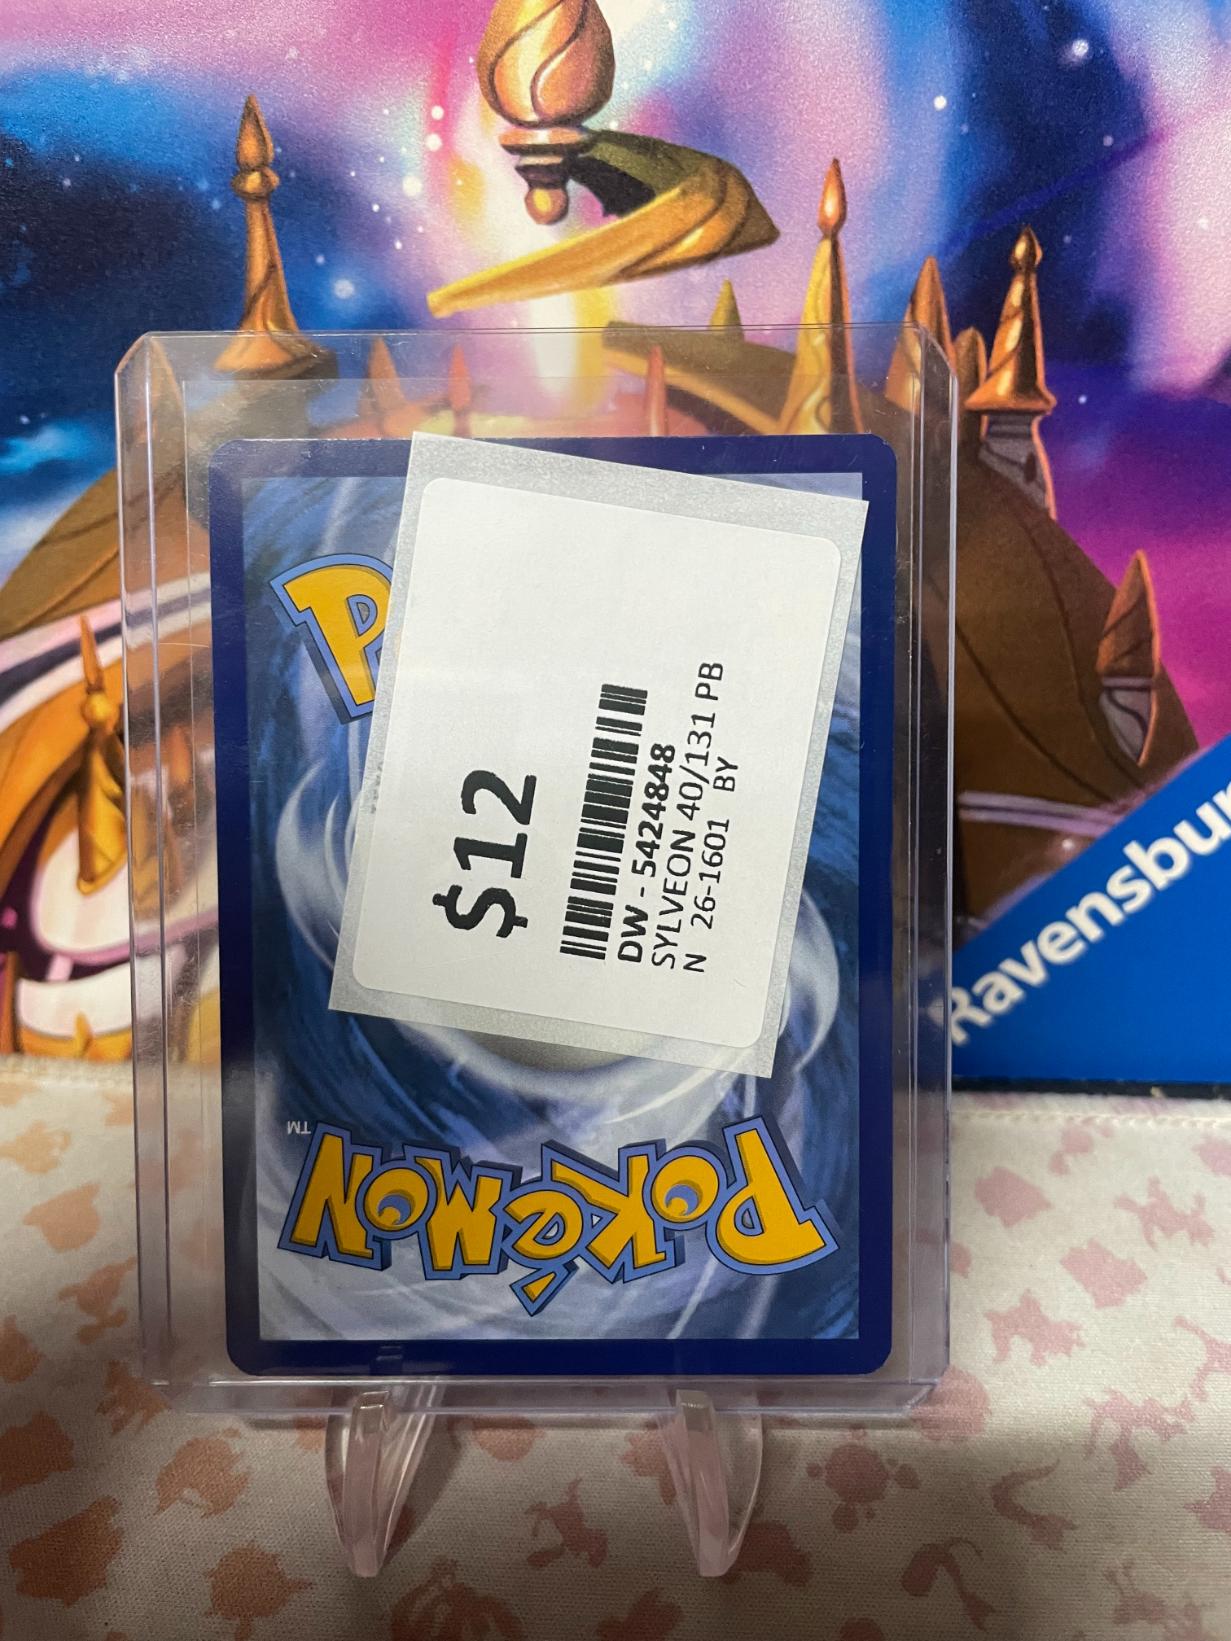 P
$12
DW - 5424848
SYLVEON 40/131 PB
N 26-1601 BY
Pokémon
TM
Ravensbur